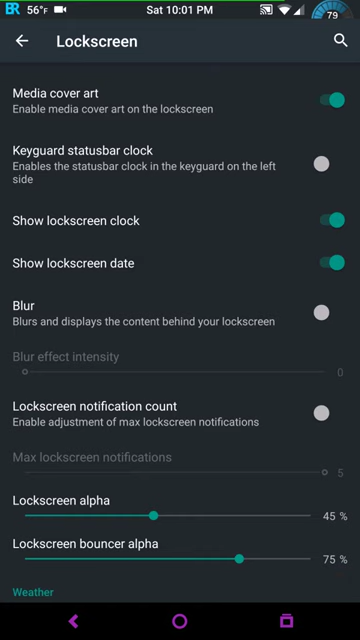 BR 56°F Sat 10:01 PM 79
Lockscreen
Media cover art
Enable media cover art on the lockscreen
Keyguard statusbar clock
Enables the statusbar clock in the keyguard on the left
side
Show lockscreen clock
Show lockscreen date
Blur
Blurs and displays the content behind your lockscreen
Blur effect intensity
0
Lockscreen notification count
Enable adjustment of max lockscreen notifications
Max lockscreen notifications
5
Lockscreen alpha
45 %
Lockscreen bouncer alpha
75 %
Weather